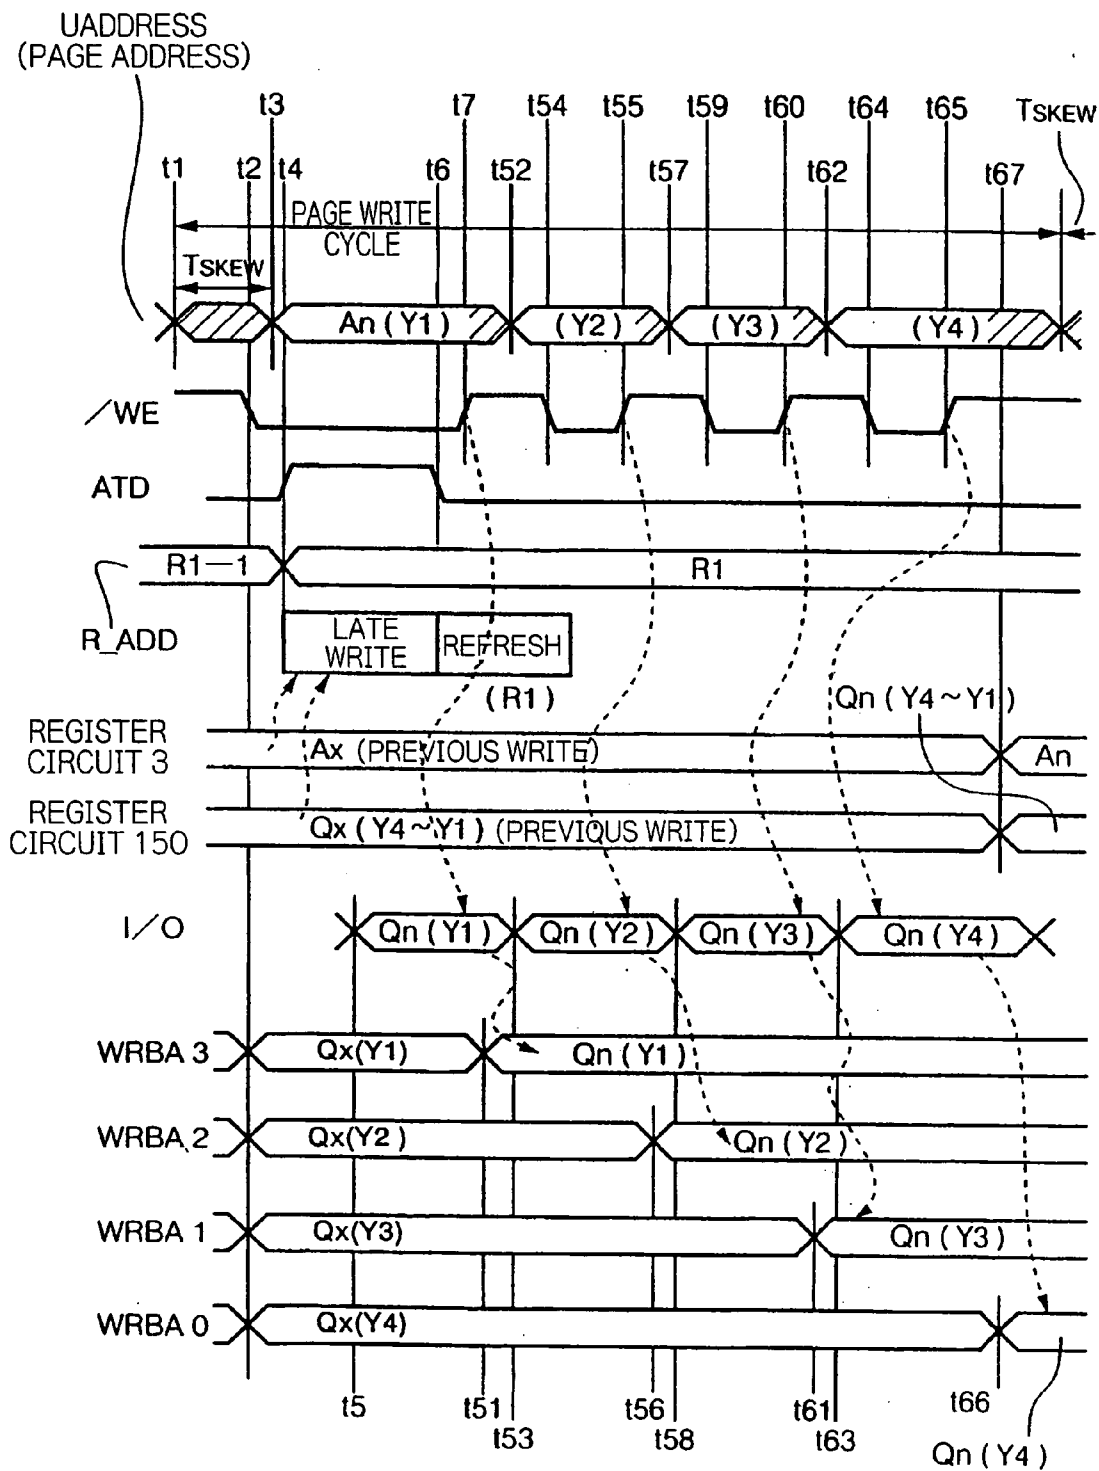 UADDRESS
(PAGE ADDRESS)
t3 t7 t54 t55 t59 t60 t64 t65 TSKEW
t1 t2 t4 t6 t52 t57 t62 t67
PAGE WRITE
CYCLE
TSKEW
An (Y1) (Y2) (Y3) (Y4)
/WE
ATD
R1—1 R1
R_ADD
LATE
WRITE
REFRESH
(R1)
Qn (Y4~Y1)
REGISTER
CIRCUIT 3
Ax (PREVIOUS WRITE) An
REGISTER
CIRCUIT 150
Qx (Y4~Y1) (PREVIOUS WRITE)
I/O Qn (Y1) Qn (Y2) Qn (Y3) Qn (Y4)
WRBA 3 Qx(Y1) Qn (Y1)
WRBA 2 Qx(Y2) Qn (Y2)
WRBA 1 Qx(Y3) Qn (Y3)
WRBA 0 Qx(Y4)
t5 t51 t56 t61 t66
t53 t58 t63
Qn (Y4)